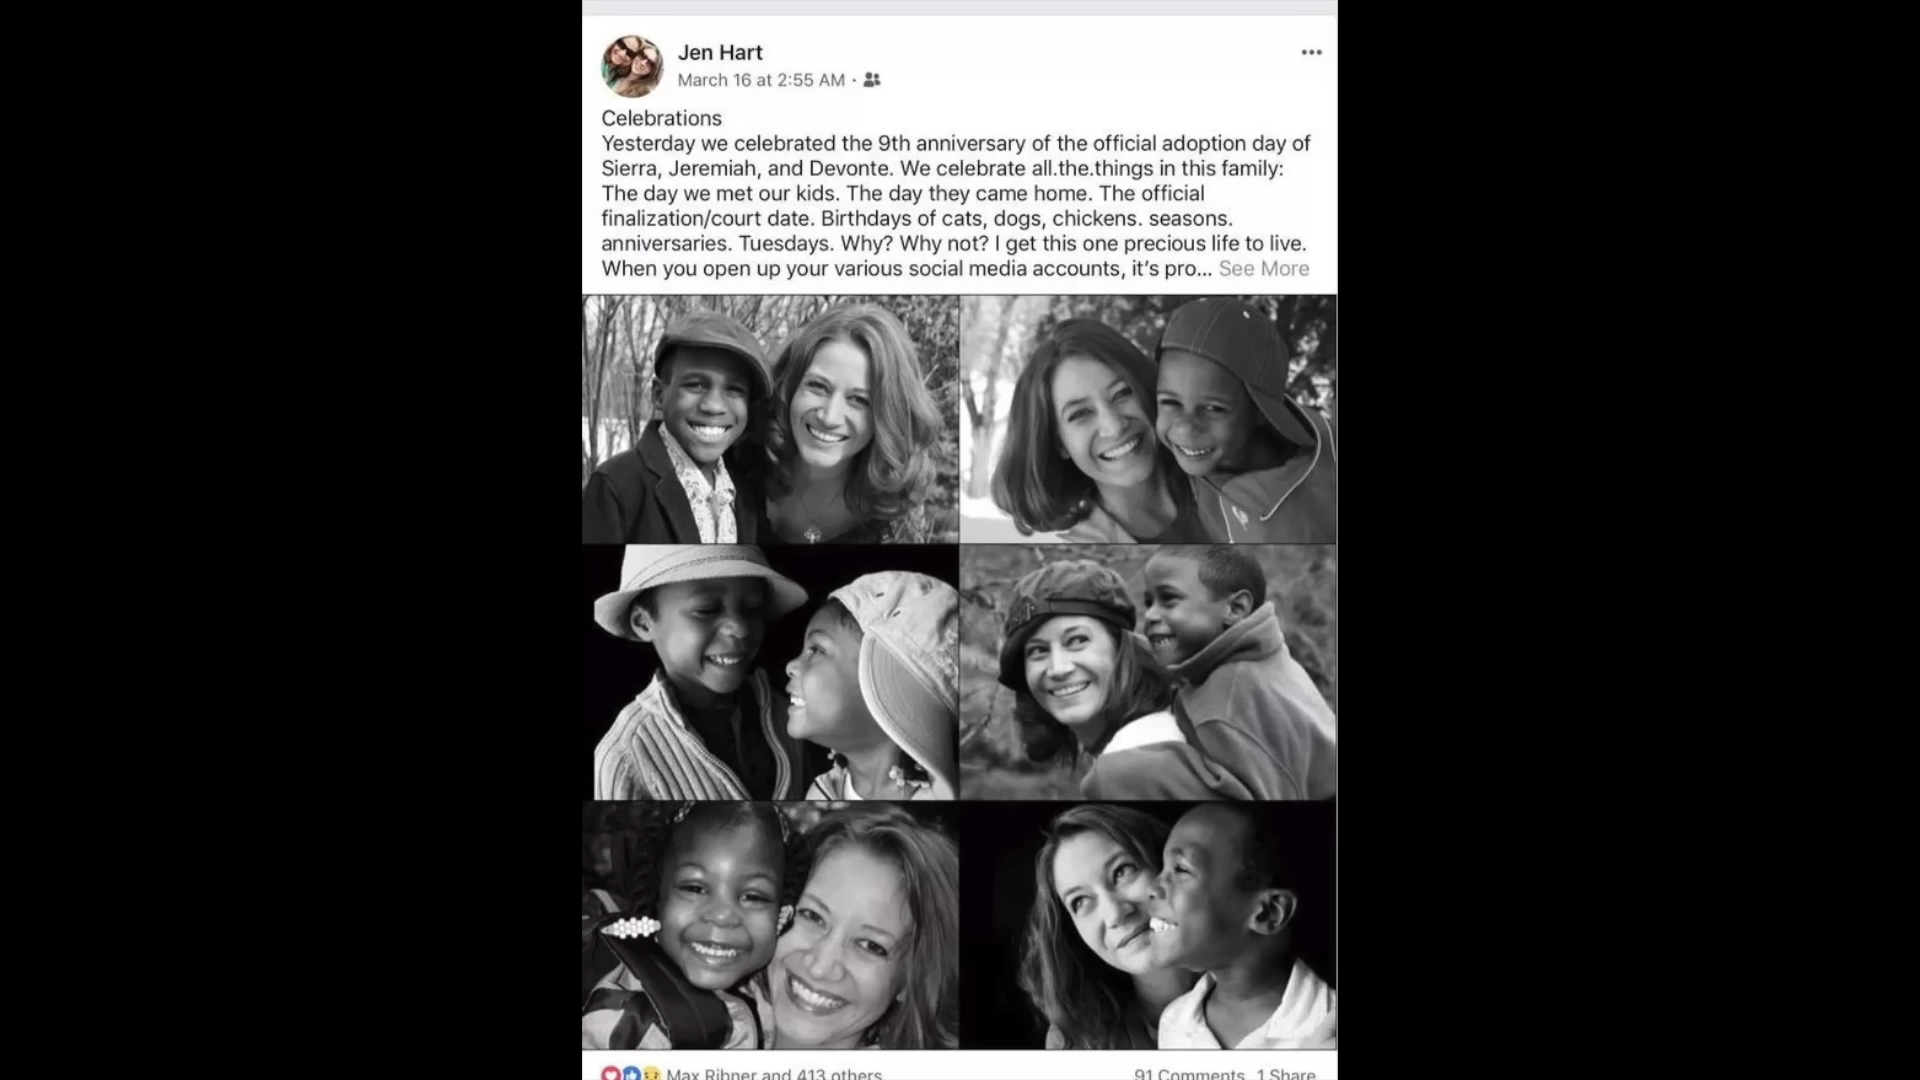 Jen Hart
March 16 at 2:55 AM ·
Celebrations
Yesterday we celebrated the 9th anniversary of the official adoption day of
Sierra, Jeremiah, and Devonte. We celebrate all.the.things in this family:
The day we met our kids. The day they came home. The official
finalization/court date. Birthdays of cats, dogs, chickens. seasons.
anniversaries. Tuesdays. Why? Why not? I get this one precious life to live.
When you open up your various social media accounts, it's pro... See More
Max Ribner and 413 others
91 Comments 1 Share